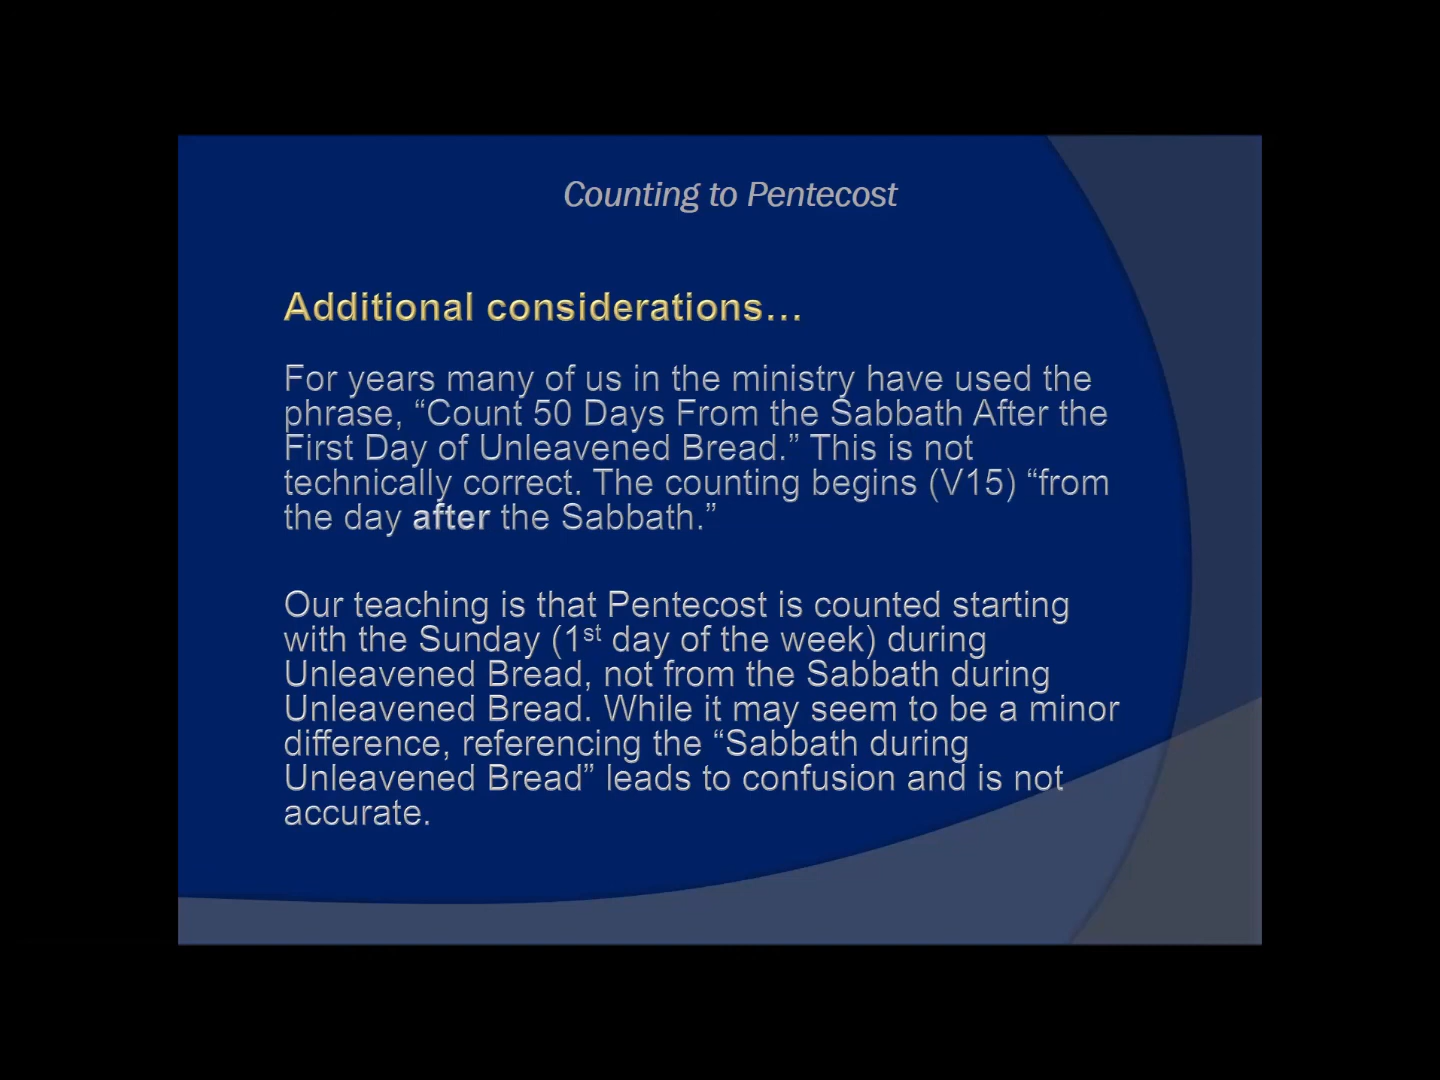 Counting to Pentecost
Additional considerations…
For years many of us in the ministry have used the
phrase, “Count 50 Days From the Sabbath After the
First Day of Unleavened Bread.” This is not
technically correct. The counting begins (V15) “from
the day after the Sabbath.”
Our teaching is that Pentecost is counted starting
with the Sunday (1st day of the week) during
Unleavened Bread, not from the Sabbath during
Unleavened Bread. While it may seem to be a minor
difference, referencing the “Sabbath during
Unleavened Bread” leads to confusion and is not
accurate.